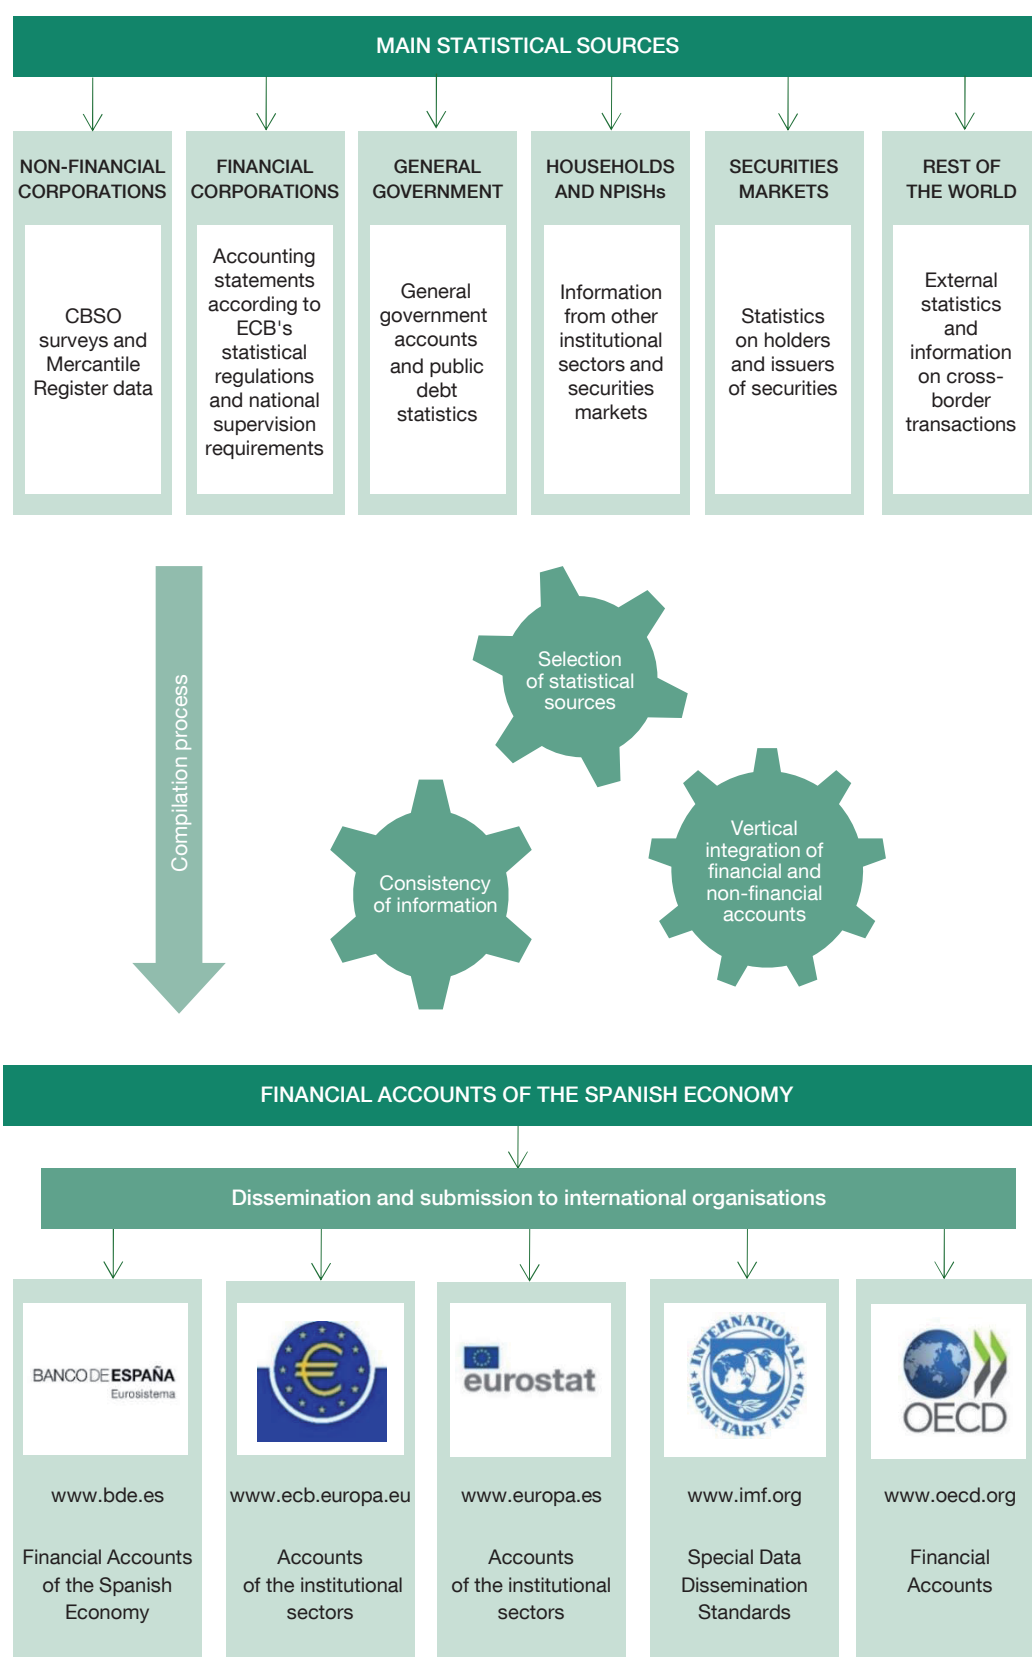 MAIN STATISTICAL SOURCES
NON-FINANCIAL
CORPORATIONS
CBSO
surveys and
Mercantile
Register data
FINANCIAL
CORPORATIONS
Accounting
statements
according to
ECB's
statistical
regulations
and national
supervision
requirements
GENERAL
GOVERNMENT
General
government
accounts
and public
debt
statistics
HOUSEHOLDS
AND NPISHs
Information
from other
institutional
sectors and
securities
markets
SECURITIES
MARKETS
Statistics
on holders
and issuers
of securities
REST OF
THE WORLD
External
statistics
and
information
on cross-
border
transactions
Compilation process
Selection
of statistical
sources
Consistency
of information
Vertical
integration of
financial and
non-financial
accounts
FINANCIAL ACCOUNTS OF THE SPANISH ECONOMY
Dissemination and submission to international organisations
BANCO DE ESPAÑA
Eurosistema
www.bde.es
Financial Accounts
of the Spanish
Economy
€
www.ecb.europa.eu
Accounts
of the institutional
sectors
eurostat
www.europa.es
Accounts
of the institutional
sectors
INTERNATIONAL
MONETARY FUND
www.imf.org
Special Data
Dissemination
Standards
OECD
www.oecd.org
Financial
Accounts